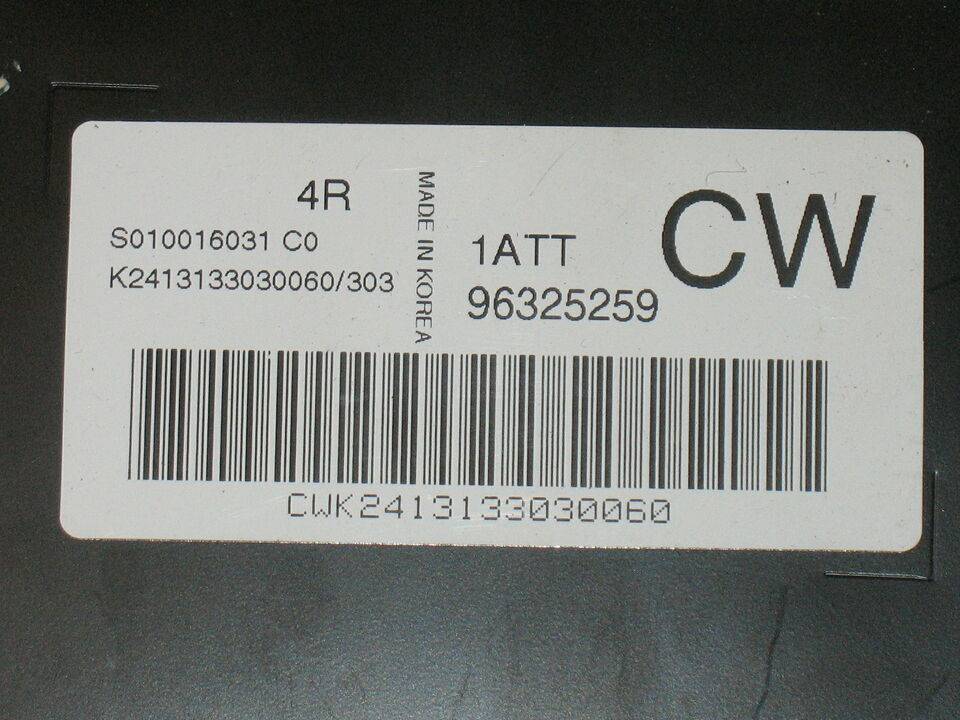 4R
S010016031 C0
K2413133030060/303
MADE IN KOREA
1ATT
96325259
CW
CWK2413133030060